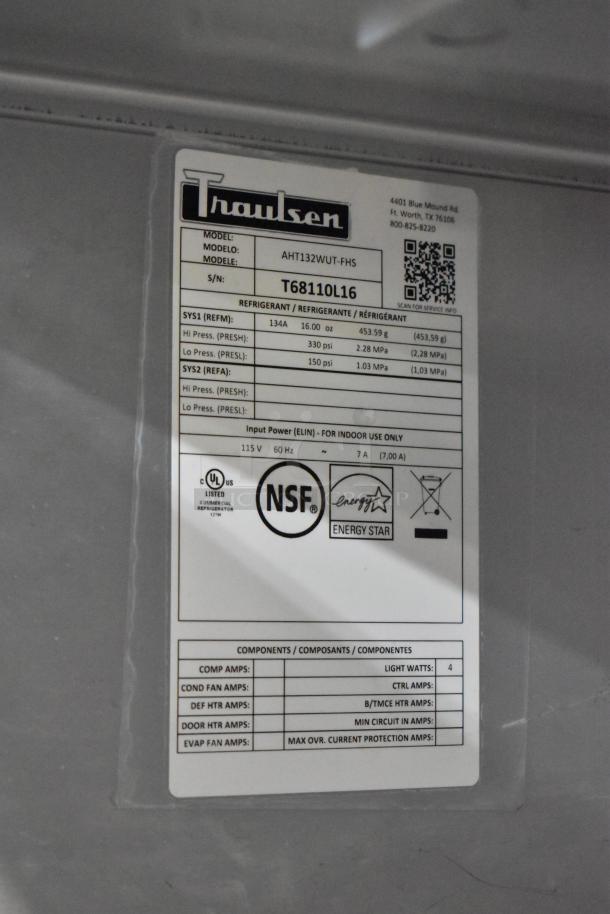 Traulsen
4401 Blue Mound Rd.
Ft. Worth, TX 76106
800-825-8220
MODEL:
MODELO:
MODELE:
AHT132WUT-FHS
S/N:
T68110L16
SCAN FOR SERVICE INFO
REFRIGERANT / REFRIGERANTE / RÉFRIGÉRANT
SYS1 (REFM): 134A 16.00 oz 453.59 g (453,59 g)
Hi Press. (PRESH): 330 psi 2.28 MPa (2,28 MPa)
Lo Press. (PRESL): 150 psi 1.03 MPa (1,03 MPa)
SYS2 (REFA):
Hi Press. (PRESH):
Lo Press. (PRESL):
Input Power (ELIN) - FOR INDOOR USE ONLY
115 V 60 Hz ~ 7 A (7,00 A)
C UL US
LISTED
COMMERCIAL
REFRIGERATOR
NSF®
energy
ENERGY STAR
COMPONENTS / COMPOSANTS / COMPONENTES
COMP AMPS: LIGHT WATTS: 4
COND FAN AMPS: CTRL AMPS:
DEF HTR AMPS: B/TMCE HTR AMPS:
DOOR HTR AMPS: MIN CIRCUIT IN AMPS:
EVAP FAN AMPS: MAX OVR. CURRENT PROTECTION AMPS: